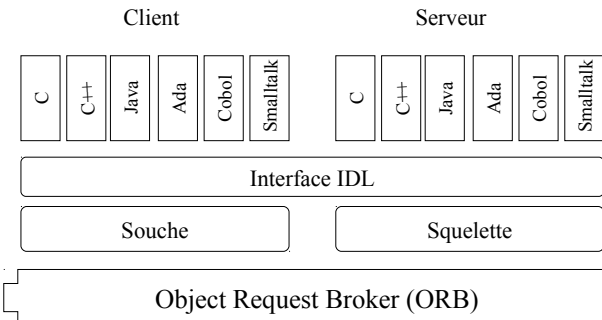 Client
Serveur
C
C++
Java
Ada
Cobol
Smalltalk
C
C++
Java
Ada
Cobol
Smalltalk
Interface IDL
Souche
Squelette
Object Request Broker (ORB)